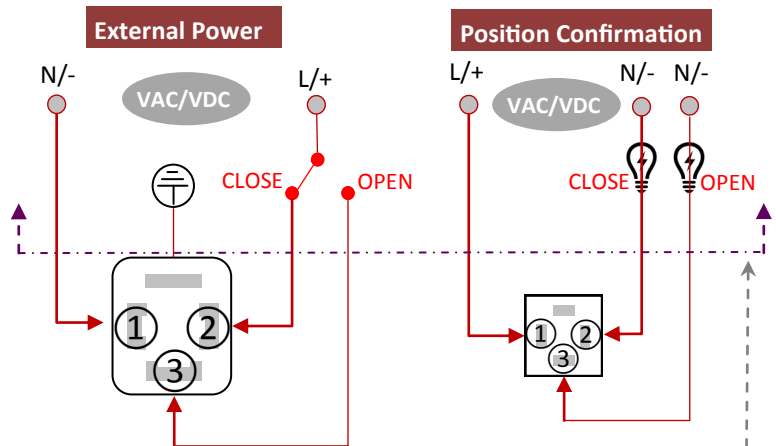 External Power
Position Confirmation
N/-
L/+
L/+
N/-
N/-
VAC/VDC
VAC/VDC
CLOSE
OPEN
CLOSE
OPEN
1
2
3
1
2
3